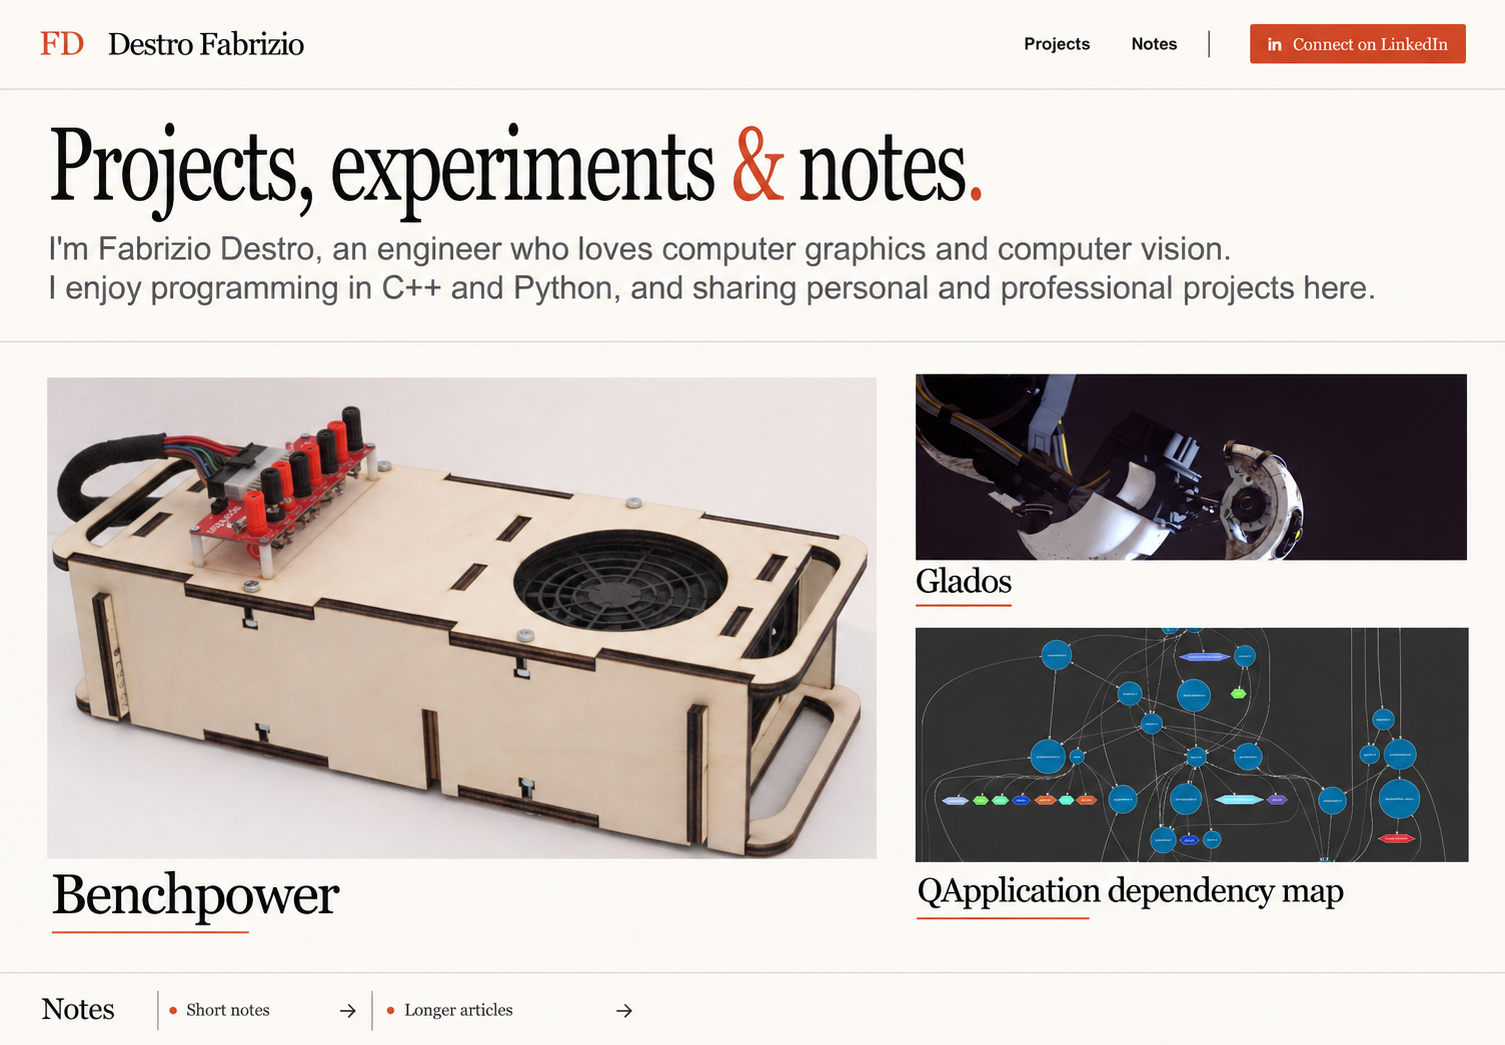 FD Destro Fabrizio
Projects
Notes
in Connect on LinkedIn
Projects, experiments & notes.
I'm Fabrizio Destro, an engineer who loves computer graphics and computer vision.
I enjoy programming in C++ and Python, and sharing personal and professional projects here.
Glados
Benchpower
QApplication dependency map
Notes
Short notes →
Longer articles →